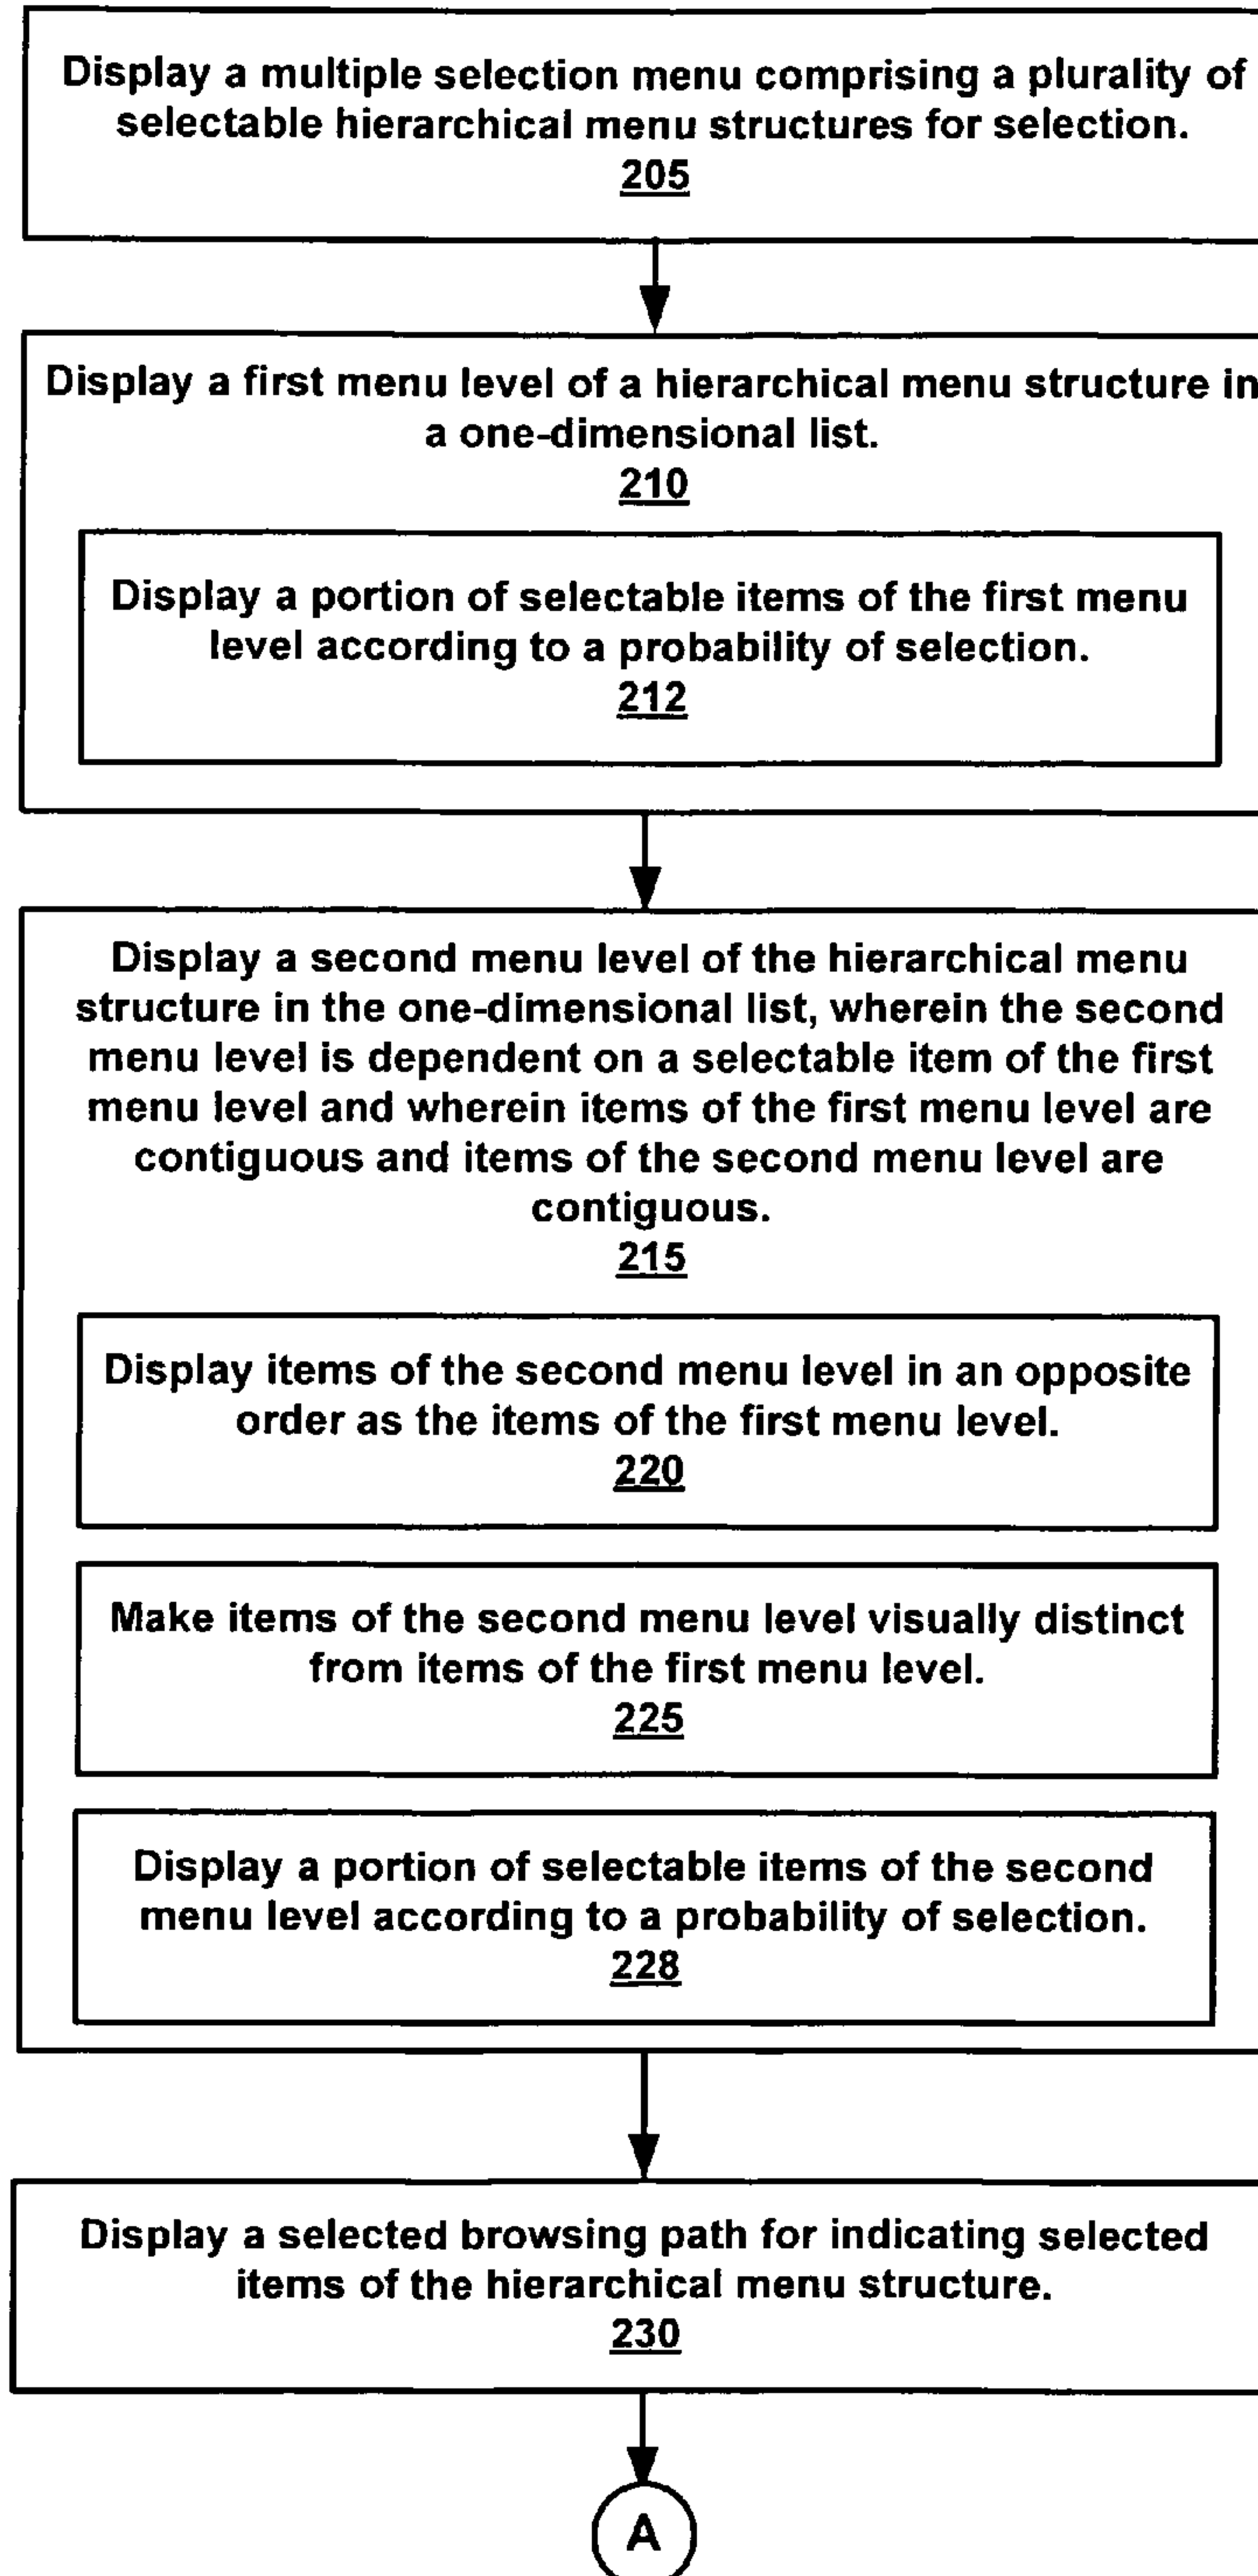 Display a multiple selection menu comprising a plurality of
selectable hierarchical menu structures for selection.
205
Display a first menu level of a hierarchical menu structure in
a one-dimensional list.
210
Display a portion of selectable items of the first menu
level according to a probability of selection.
212
Display a second menu level of the hierarchical menu
structure in the one-dimensional list, wherein the second
menu level is dependent on a selectable item of the first
menu level and wherein items of the first menu level are
contiguous and items of the second menu level are
contiguous.
215
Display items of the second menu level in an opposite
order as the items of the first menu level.
220
Make items of the second menu level visually distinct
from items of the first menu level.
225
Display a portion of selectable items of the second
menu level according to a probability of selection.
228
Display a selected browsing path for indicating selected
items of the hierarchical menu structure.
230
A